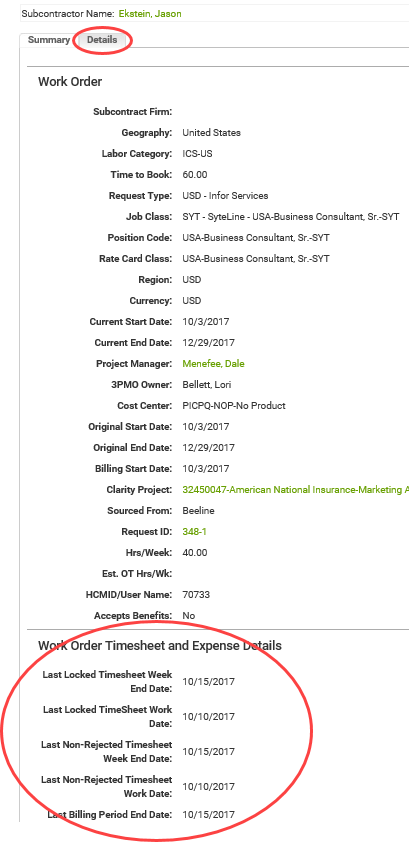 Subcontractor Name: Ekstein, Jason
Summary Details
Work Order
Subcontract Firm:
Geography: United States
Labor Category: ICS-US
Time to Book: 60.00
Request Type: USD - Infor Services
Job Class: SYT - SyteLine - USA-Business Consultant, Sr.-SYT
Position Code: USA-Business Consultant, Sr.-SYT
Rate Card Class: USA-Business Consultant, Sr.-SYT
Region: USD
Currency: USD
Current Start Date: 10/3/2017
Current End Date: 12/29/2017
Project Manager: Menefee, Dale
3PMO Owner: Bellett, Lori
Cost Center: PICPQ-NOP-No Product
Original Start Date: 10/3/2017
Original End Date: 12/29/2017
Billing Start Date: 10/3/2017
Clarity Project: 32450047-American National Insurance-Marketing A
Sourced From: Beeline
Request ID: 348-1
Hrs/Week: 40.00
Est. OT Hrs/Wk:
HCMID/User Name: 70733
Accepts Benefits: No
Work Order Timesheet and Expense Details
Last Locked Timesheet Week
End Date: 10/15/2017
Last Locked TimeSheet Work
Date: 10/10/2017
Last Non-Rejected Timesheet
Week End Date: 10/15/2017
Last Non-Rejected Timesheet
Work Date: 10/10/2017
Last Billing Period End Date: 10/15/2017